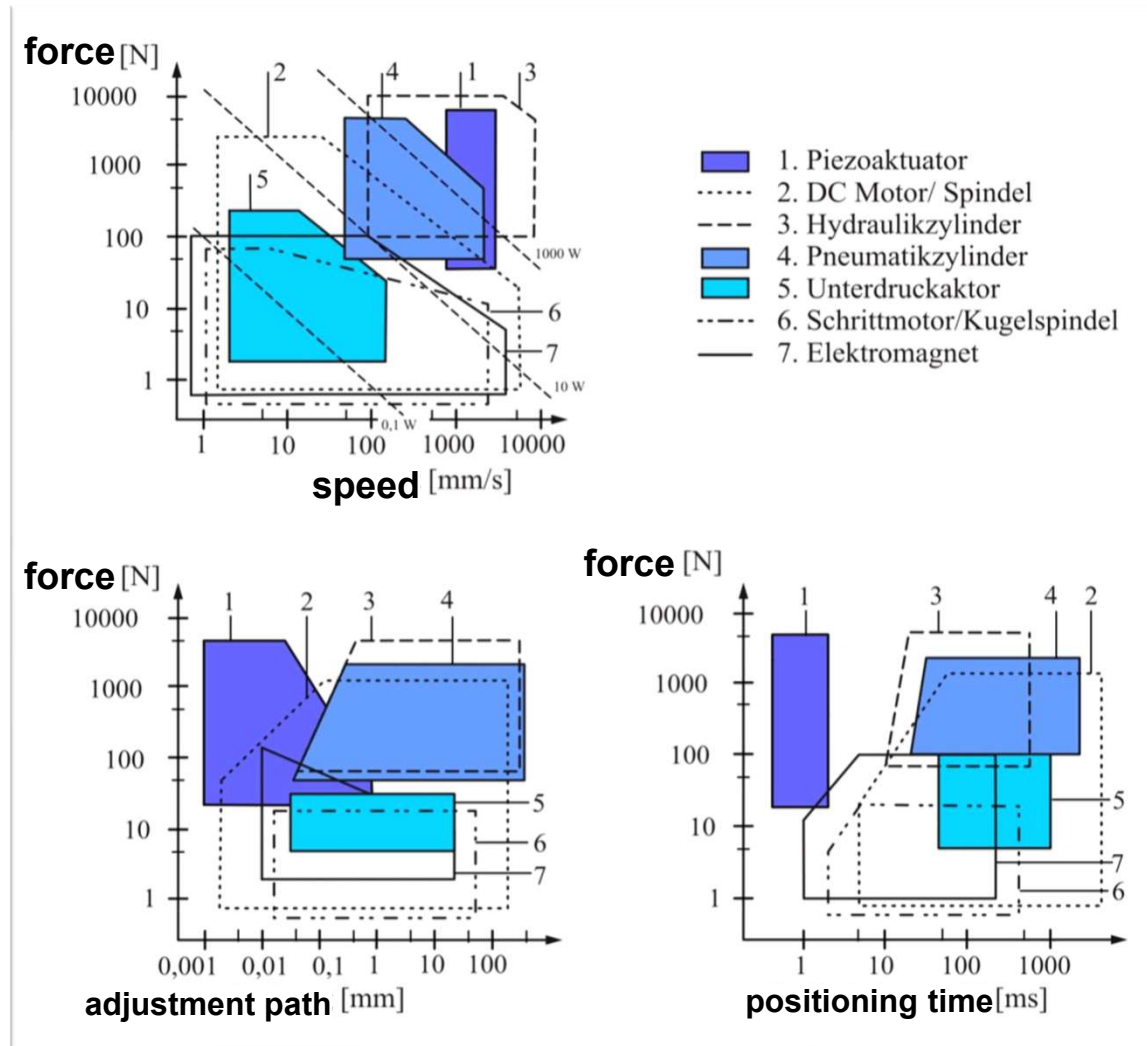 force [N]
2 4 1 3
10000
1000
5
100
1000 W
10
6
7
1
10 W
0,1 W
1 10 100 1000 10000
speed [mm/s]
1. Piezoaktuator
2. DC Motor/ Spindel
3. Hydraulikzylinder
4. Pneumatikzylinder
5. Unterdruckaktor
6. Schrittmotor/Kugelspindel
7. Elektromagnet
force [N]
1 2 3 4
10000
1000
100
5
10
6
7
1
0,001 0,01 0,1 1 10 100
adjustment path [mm]
force [N]
1 3 4 2
10000
1000
100
5
10
7
6
1
1 10 100 1000
positioning time[ms]